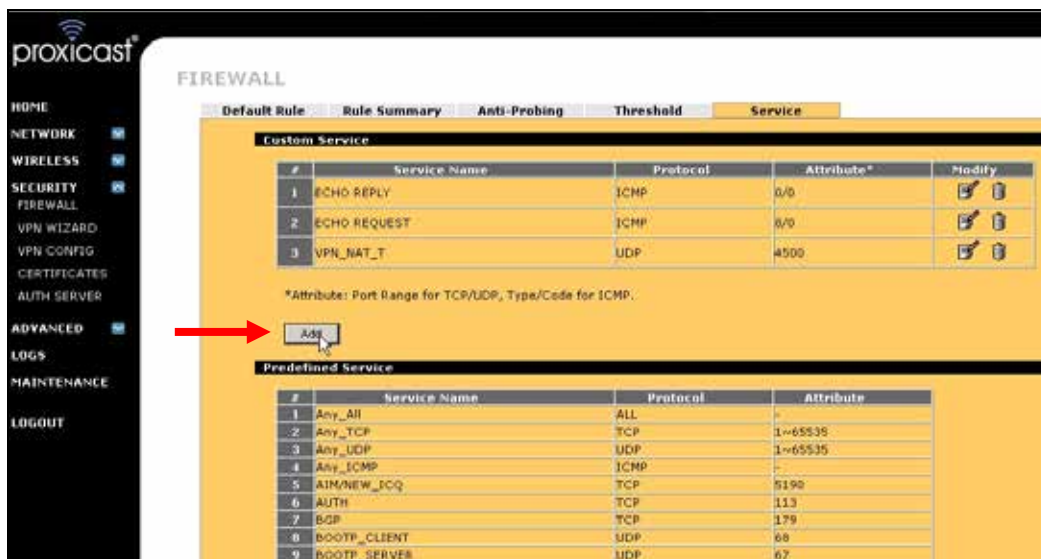 proxicast
FIREWALL
HOME
NETWORK
WIRELESS
SECURITY
FIREWALL
VPN WIZARD
VPN CONFIG
CERTIFICATES
AUTH SERVER
ADVANCED
LOGS
MAINTENANCE
LOGOUT
Default Rule Rule Summary Anti-Probing Threshold Service
Custom Service
# Service Name Protocol Attribute* Modify
1 ECHO REPLY ICMP 0/0
2 ECHO REQUEST ICMP 8/0
3 VPN_NAT_T UDP 4500
*Attribute: Port Range for TCP/UDP, Type/Code for ICMP.
Add
Predefined Service
# Service Name Protocol Attribute
1 Any_All ALL -
2 Any_TCP TCP 1~65535
3 Any_UDP UDP 1~65535
4 Any_ICMP ICMP -
5 AIM/NEW_ICQ TCP 5190
6 AUTH TCP 113
7 BGP TCP 179
8 BOOTP_CLIENT UDP 68
9 BOOTP_SERVER UDP 67